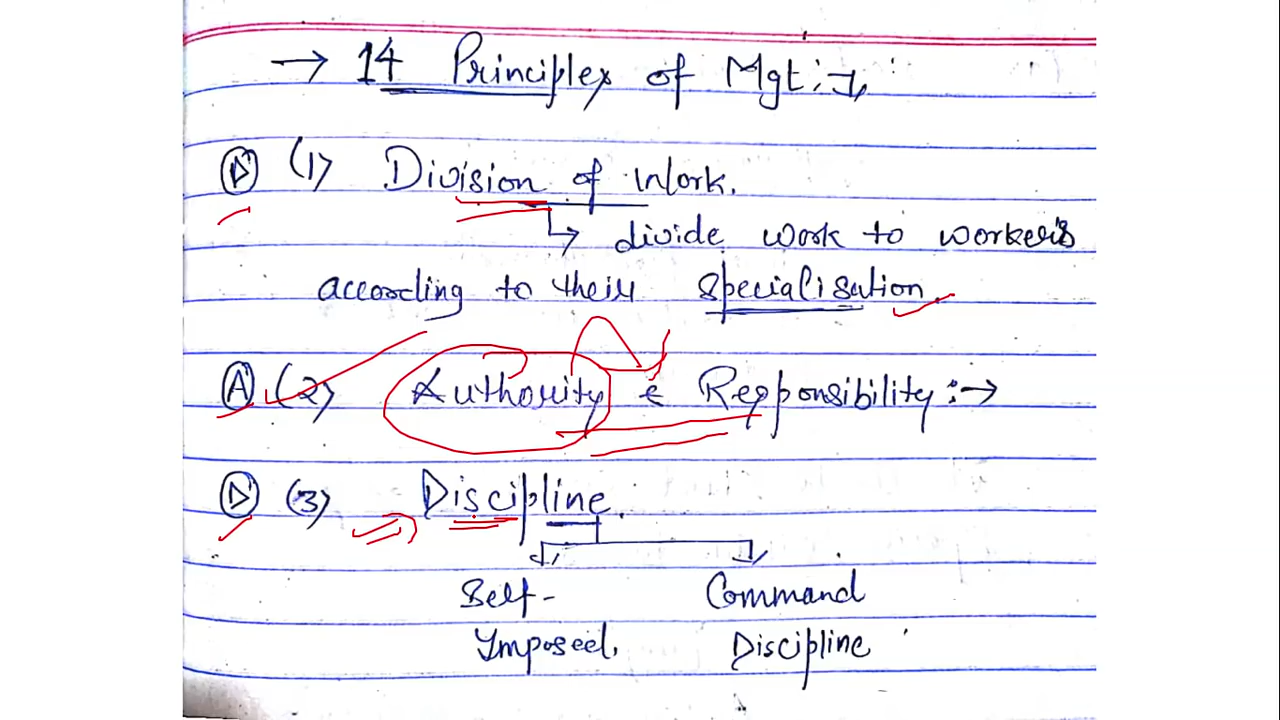 → 14 Principles of Mgt :→
(D) (1) Division of Work.
↳ divide work to workers
according to their specialisation
(A) (2) Authority & Responsibility :→
(D) (3) Discipline.
Self- Command
Imposed. Discipline